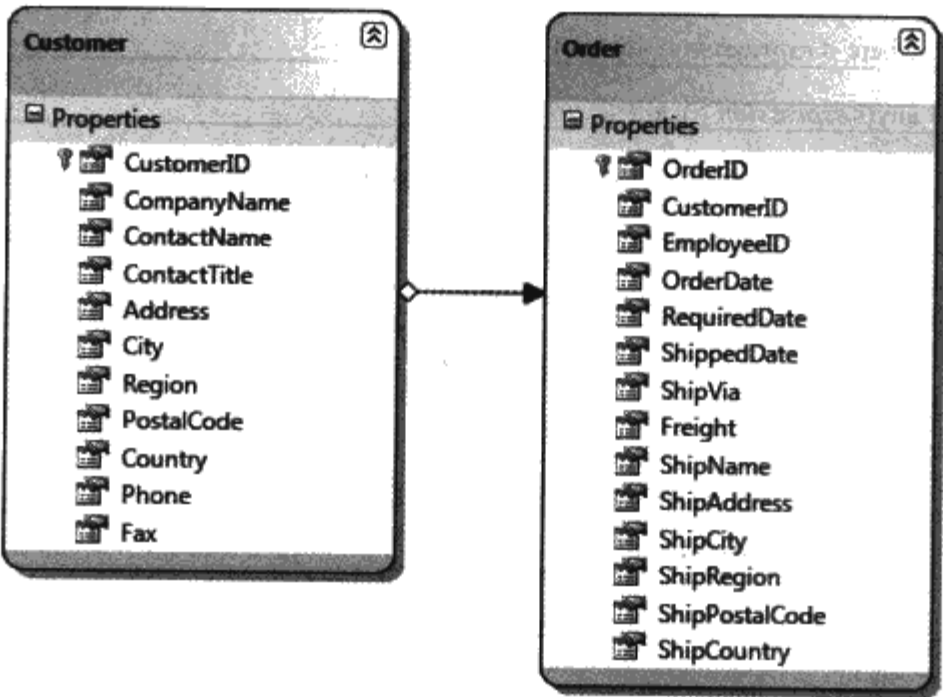 Customer
Properties
CustomerID
CompanyName
ContactName
ContactTitle
Address
City
Region
PostalCode
Country
Phone
Fax
Order
Properties
OrderID
CustomerID
EmployeeID
OrderDate
RequiredDate
ShippedDate
ShipVia
Freight
ShipName
ShipAddress
ShipCity
ShipRegion
ShipPostalCode
ShipCountry